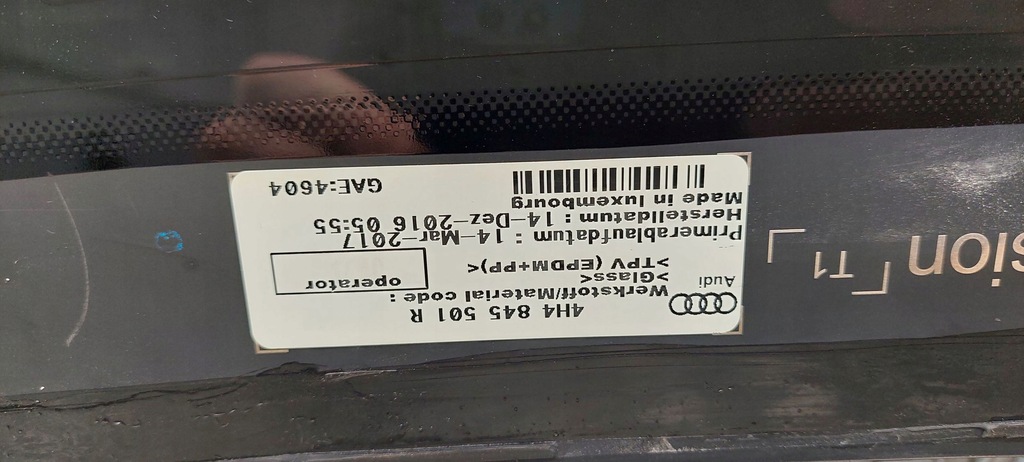 4H4 845 501 R
Werkstoff/Material code :
>Glass<
>TPV (EPDM+PP)<
Audi
operator
Primerablaufdatum : 14-Mar-2017
Herstelldatum : 14-Dez-2016 05:55
Made in luxembourg
GAE:4604
sion
T1